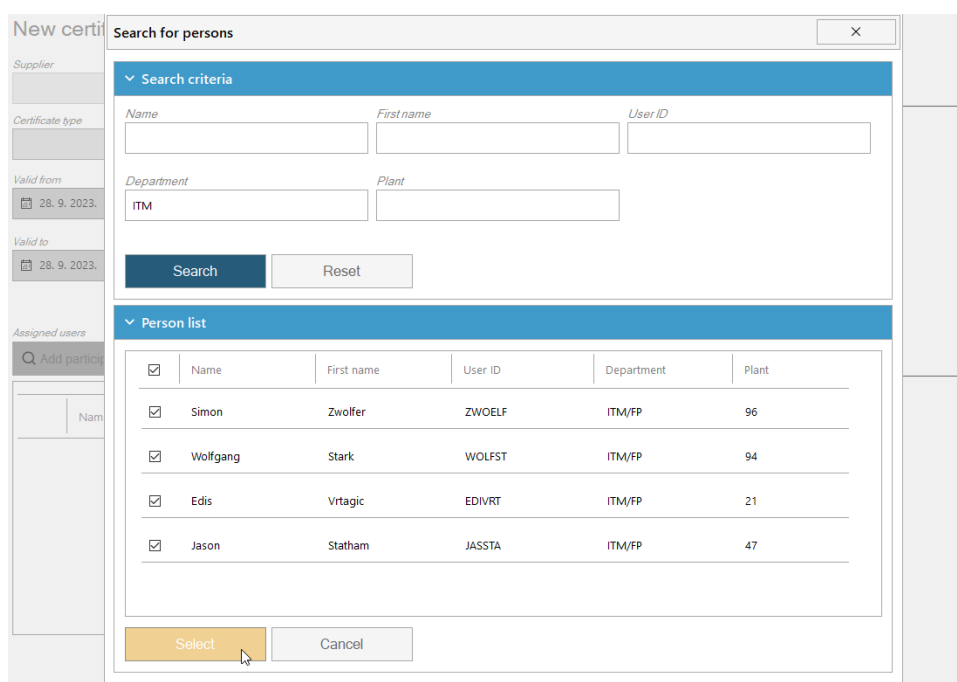 New certif
Search for persons
Supplier
Search criteria
Name First name User ID
Certificate type
Department Plant
Valid from
ITM
28. 9. 2023.
Valid to
28. 9. 2023.
Search Reset
Person list
Assigned users
Add particip
Name First name User ID Department Plant
Simon Zwolfer ZWOELF ITM/FP 96
Nam
Wolfgang Stark WOLFST ITM/FP 94
Edis Vrtagic EDIVRT ITM/FP 21
Jason Statham JASSTA ITM/FP 47
Select Cancel